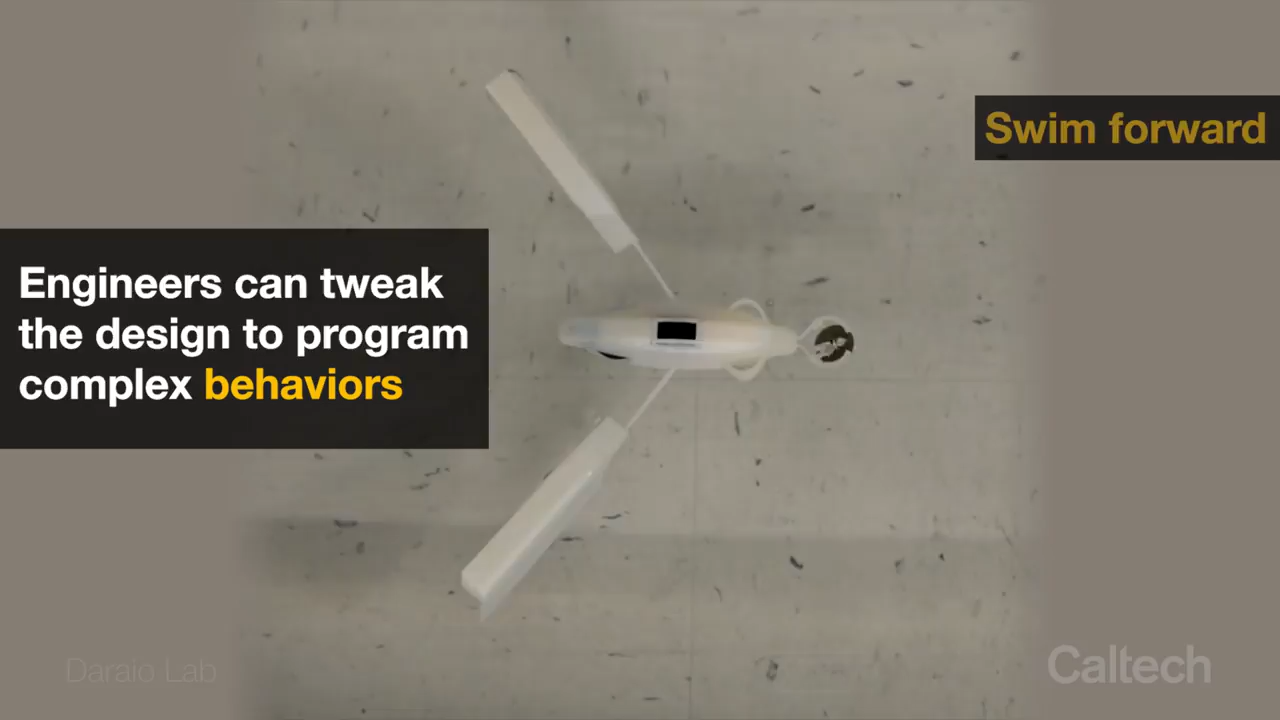 Swim forward
Engineers can tweak
the design to program
complex behaviors
Daraio Lab
Caltech